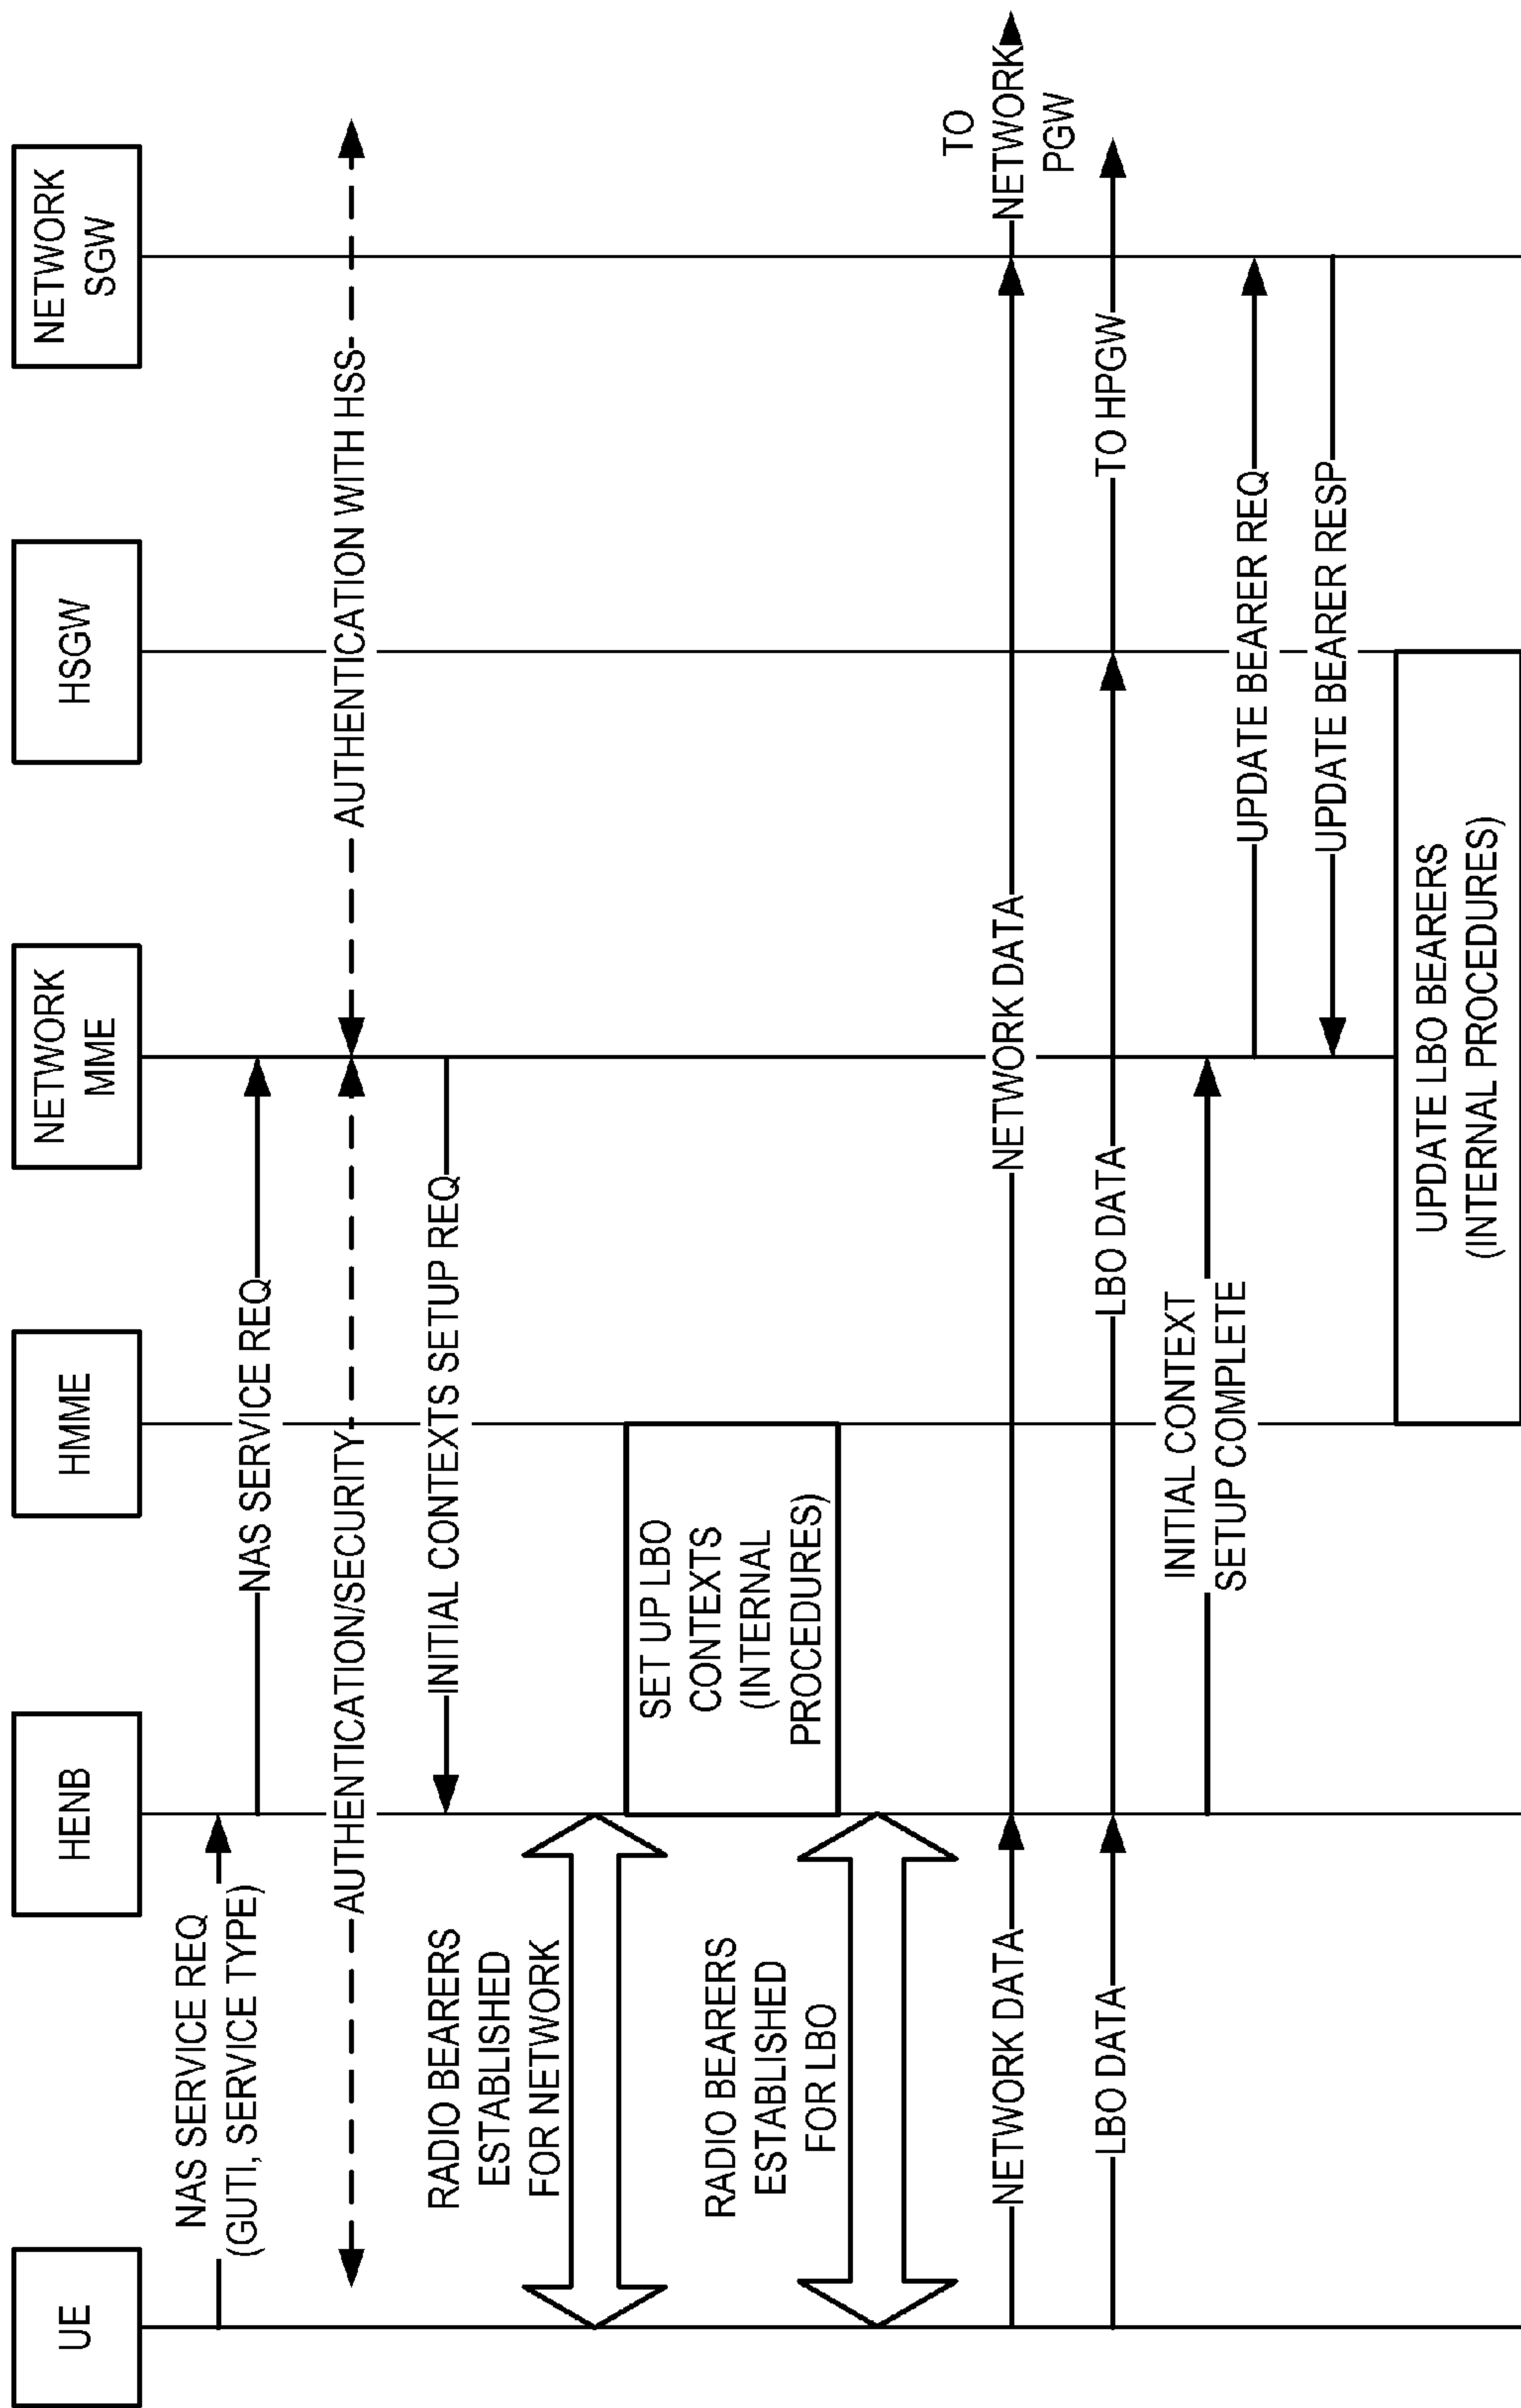 UE
HENB
HMME
NETWORK
MME
HSGW
NETWORK
SGW
NAS SERVICE REQ
(GUTI, SERVICE TYPE)
NAS SERVICE REQ
AUTHENTICATION/SECURITY
AUTHENTICATION WITH HSS
INITIAL CONTEXTS SETUP REQ
RADIO BEARERS
ESTABLISHED
FOR NETWORK
SET UP LBO
CONTEXTS
(INTERNAL
PROCEDURES)
RADIO BEARERS
ESTABLISHED
FOR LBO
NETWORK DATA
NETWORK DATA
TO
NETWORK
PGW
LBO DATA
LBO DATA
TO HPGW
INITIAL CONTEXT
SETUP COMPLETE
UPDATE BEARER REQ
UPDATE BEARER RESP
UPDATE LBO BEARERS
(INTERNAL PROCEDURES)